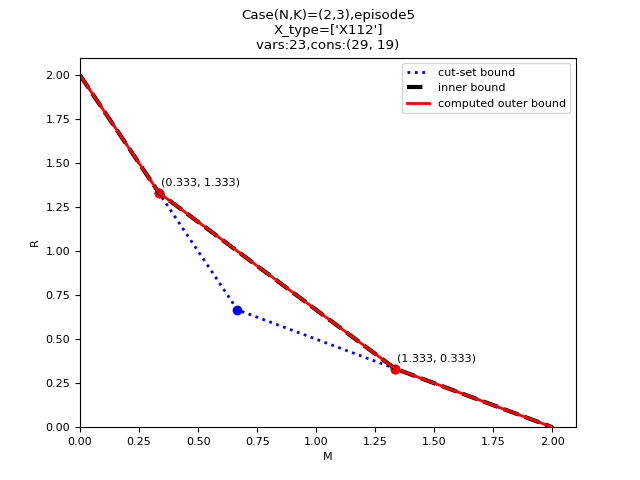 Case(N,K)=(2,3),episode5
X_type=['X112']
vars:23,cons:(29, 19)
cut-set bound
inner bound
computed outer bound
(0.333, 1.333)
(1.333, 0.333)
R
2.00
1.75
1.50
1.25
1.00
0.75
0.50
0.25
0.00
0.00 0.25 0.50 0.75 1.00 1.25 1.50 1.75 2.00
M